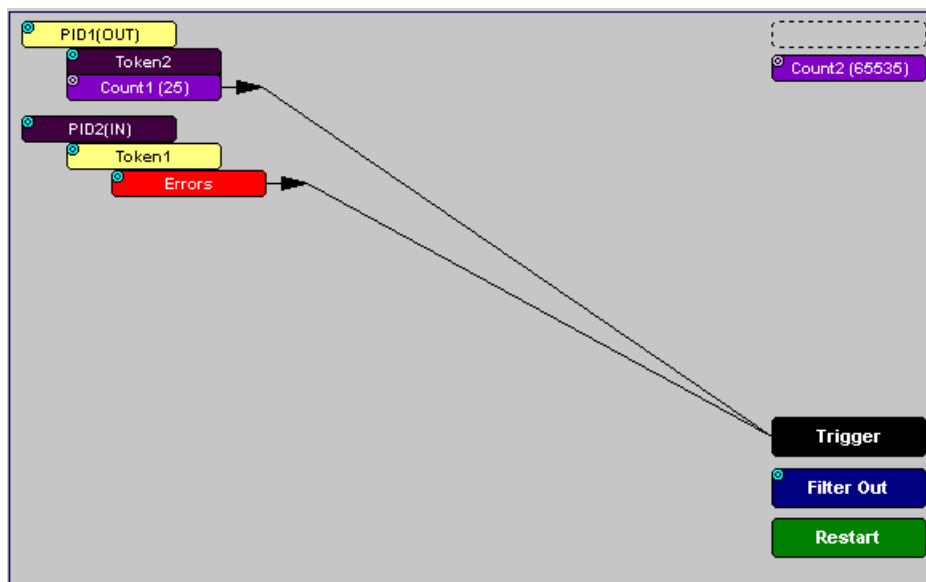 PID1(OUT)
Token2
Count1 (25)
PID2(IN)
Token1
Errors
Count2 (65535)
Trigger
Filter Out
Restart